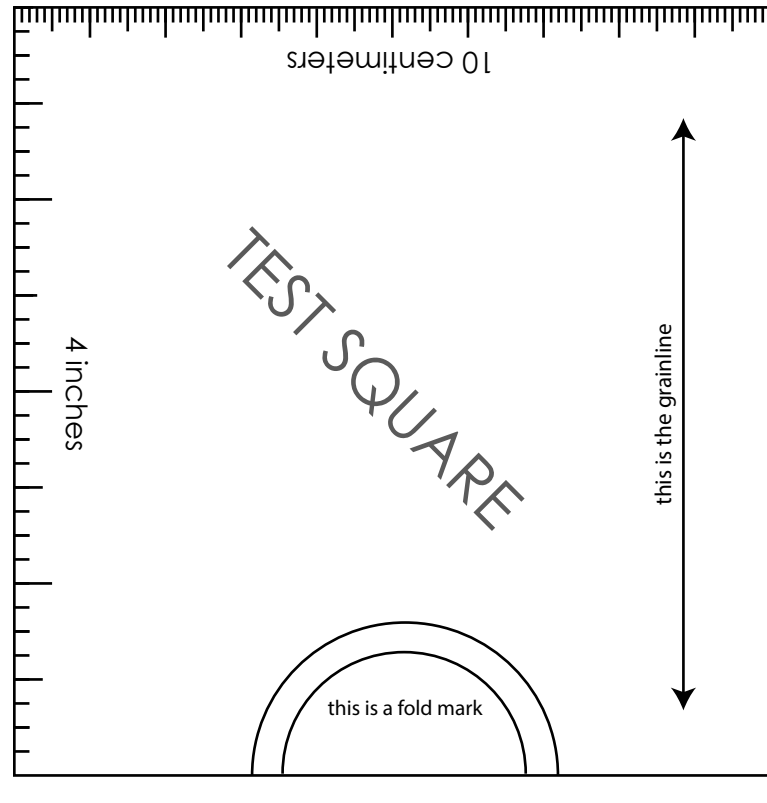 10 centimeters
TEST SQUARE
4 inches
this is the grainline
this is a fold mark